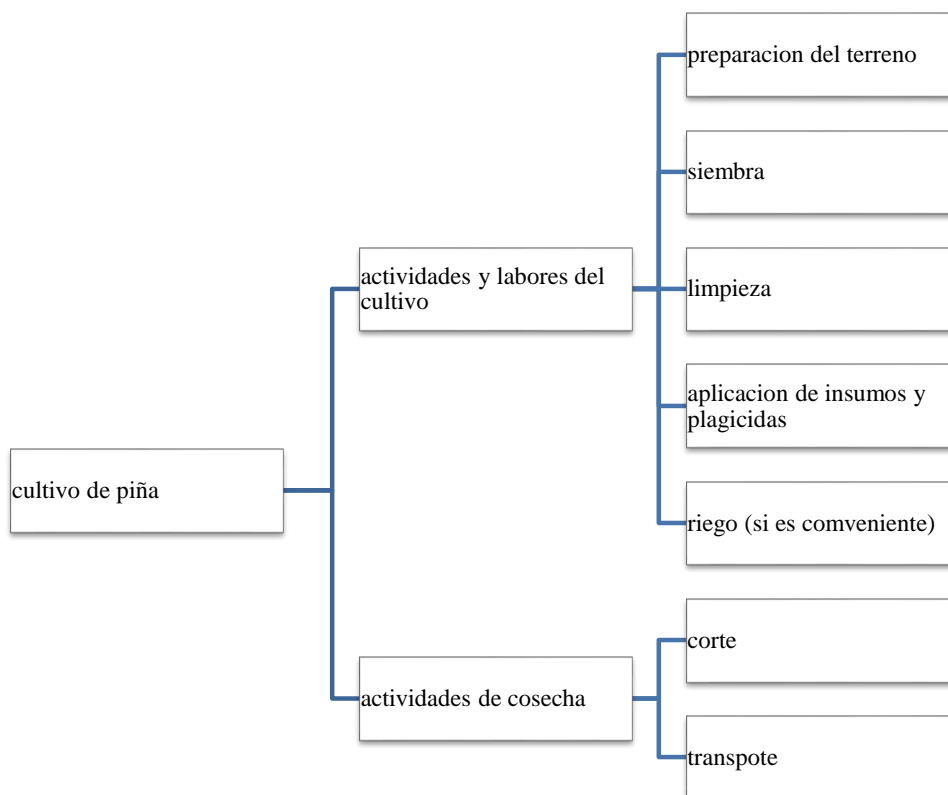 preparacion del terreno
siembra
actividades y labores del
cultivo
limpieza
aplicacion de insumos y
plagicidas
cultivo de piña
riego (si es comveniente)
corte
actividades de cosecha
transpote